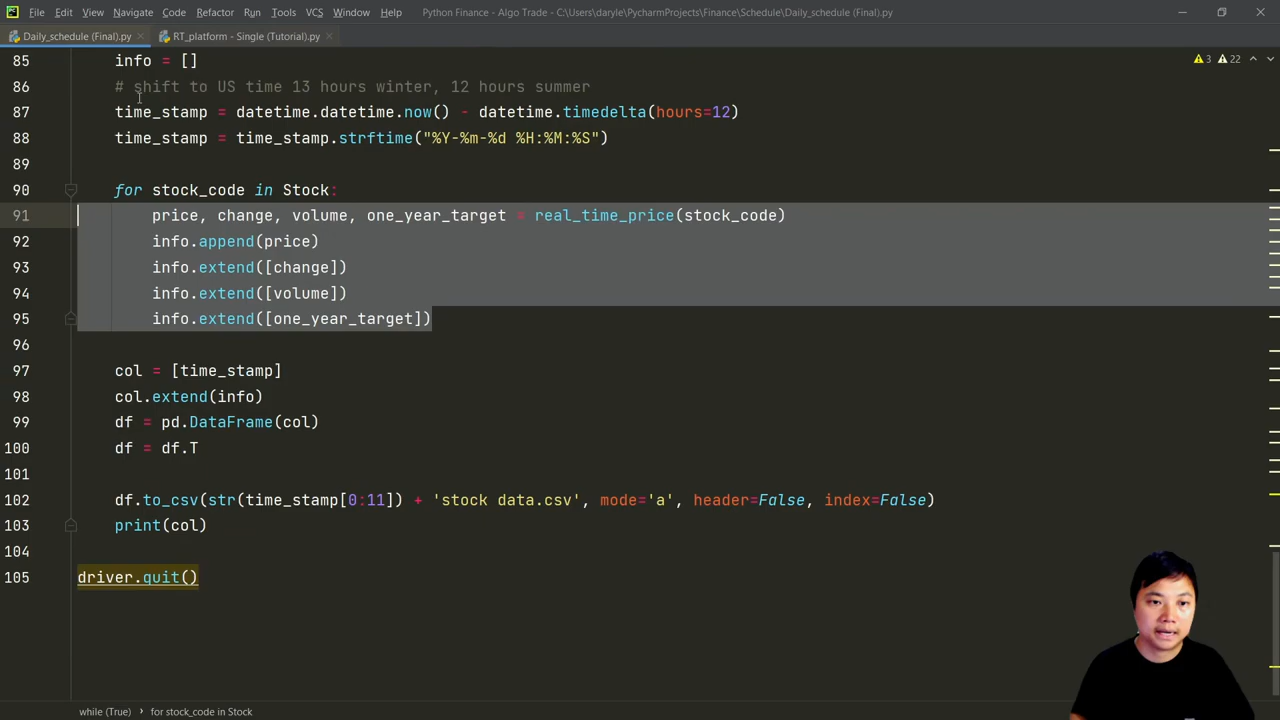 File Edit View Navigate Code Refactor Run Tools VCS Window Help Python Finance - Algo Trade - C:\Users\daryle\PycharmProjects\Finance\Schedule\Daily_schedule (Final).py
Daily_schedule (Final).py RT_platform - Single (Tutorial).py
85 info = [] 3 22
86 # shift to US time 13 hours winter, 12 hours summer
87 time_stamp = datetime.datetime.now() - datetime.timedelta(hours=12)
88 time_stamp = time_stamp.strftime("%Y-%m-%d %H:%M:%S")
89
90 for stock_code in Stock:
91 price, change, volume, one_year_target = real_time_price(stock_code)
92 info.append(price)
93 info.extend([change])
94 info.extend([volume])
95 info.extend([one_year_target])
96
97 col = [time_stamp]
98 col.extend(info)
99 df = pd.DataFrame(col)
100 df = df.T
101
102 df.to_csv(str(time_stamp[0:11]) + 'stock data.csv', mode='a', header=False, index=False)
103 print(col)
104
105 driver.quit()
while (True) › for stock_code in Stock